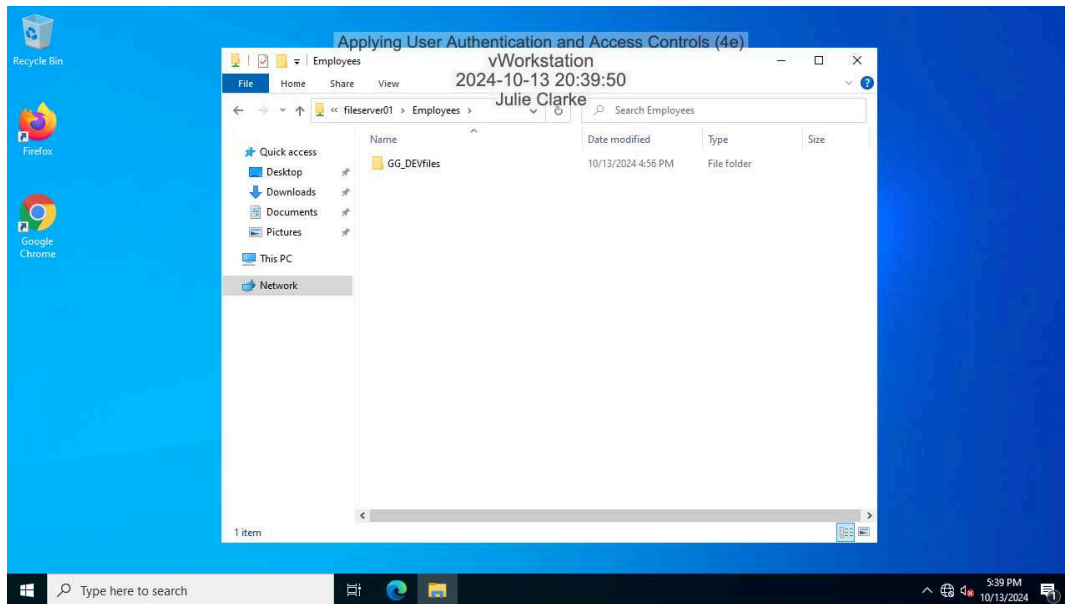 Recycle Bin
Firefox
Google
Chrome
Applying User Authentication and Access Controls (4e)
vWorkstation
2024-10-13 20:39:50
Julie Clarke
Employees
File Home Share View
« fileserver01 › Employees ›
Search Employees
Quick access
Desktop
Downloads
Documents
Pictures
This PC
Network
Name Date modified Type Size
GG_DEVfiles 10/13/2024 4:56 PM File folder
1 item
Type here to search
5:39 PM
10/13/2024
1